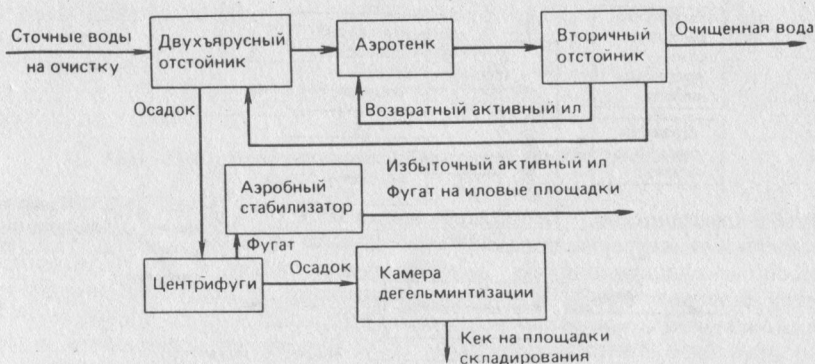 Сточные воды
на очистку
Двухъярусный
отстойник
Аэротенк
Вторичный
отстойник
Очищенная вода
Осадок
Возвратный активный ил
Избыточный активный ил
Аэробный
стабилизатор
Фугат на иловые площадки
Фугат
Центрифуги
Осадок
Камера
дегельминтизации
Кек на площадки
складирования